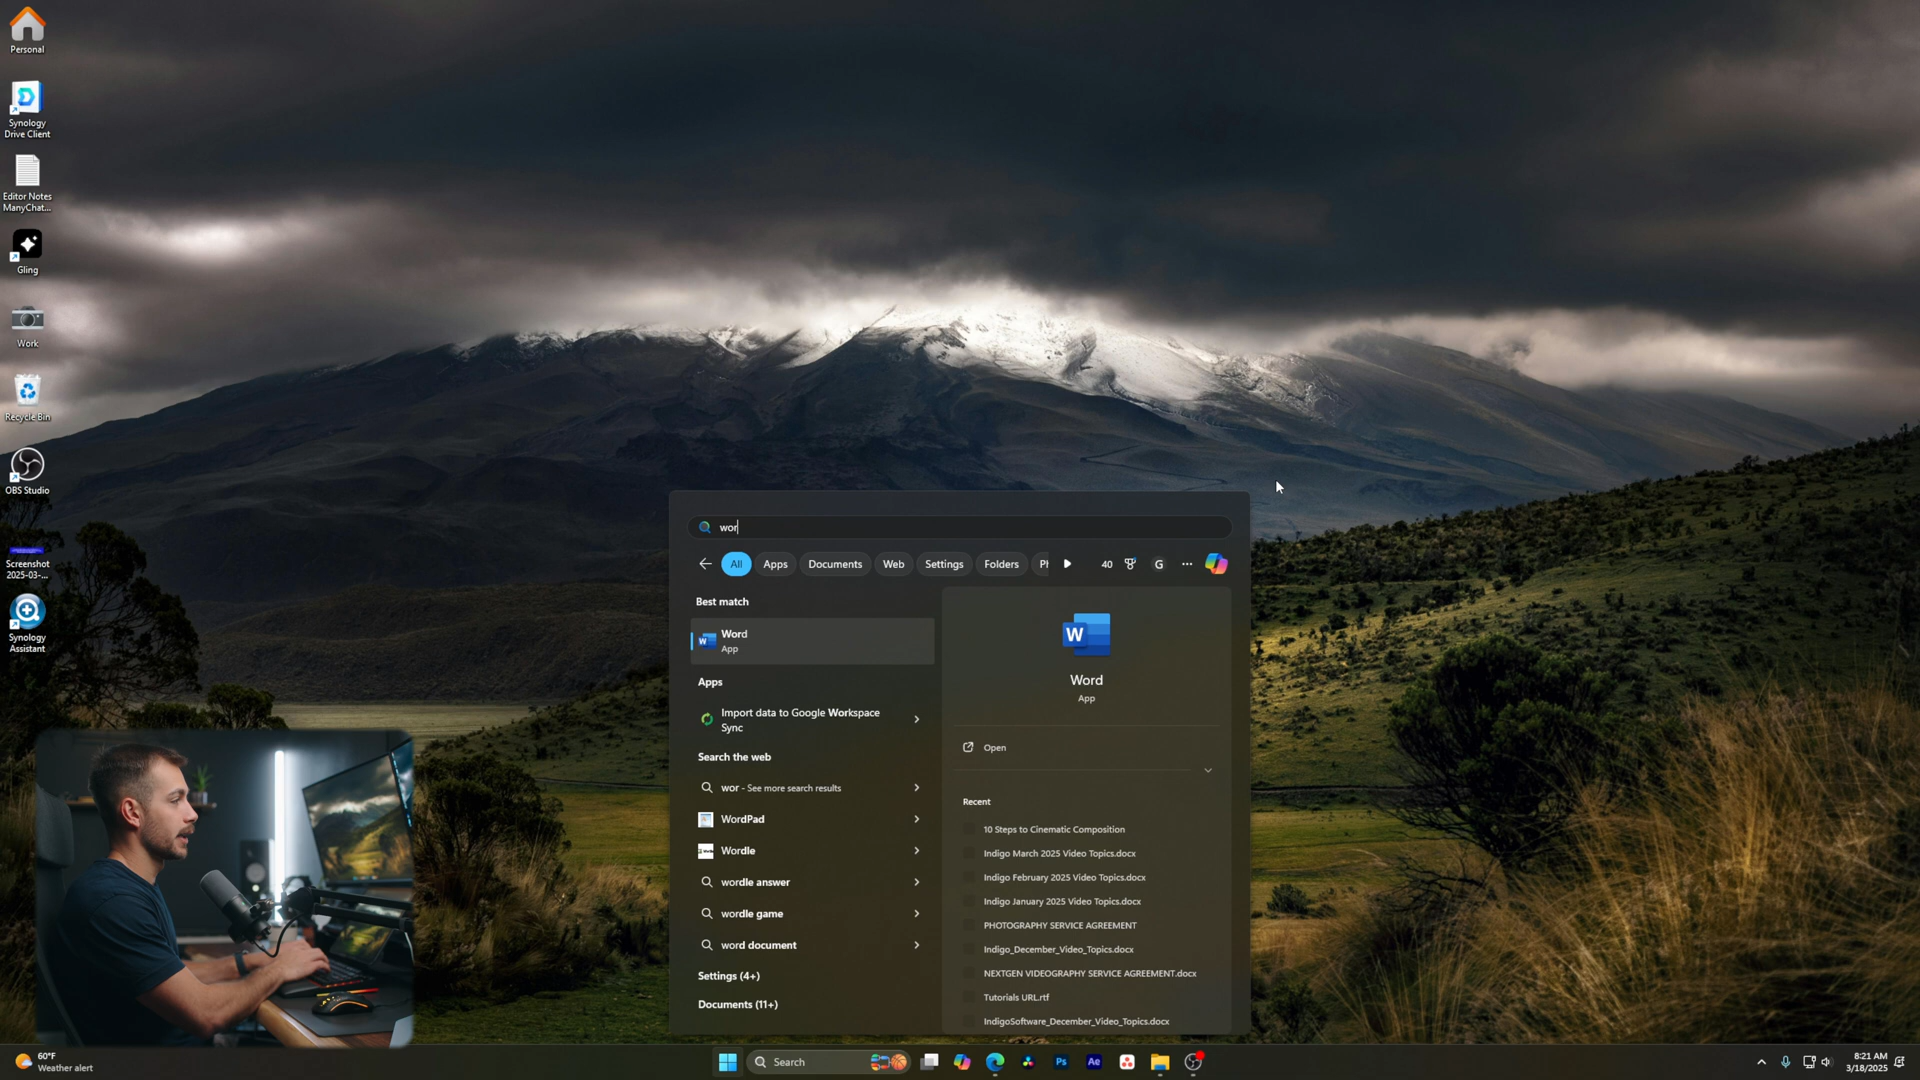 Personal
Synology
Drive Client
Editor Notes
ManyChat...
Gling
Work
Recycle Bin
OBS Studio
Screenshot
2025-03-...
Synology
Assistant
wor
All
Apps
Documents
Web
Settings
Folders
40
G
Best match
Word
App
Apps
Import data to Google Workspace
Sync
Search the web
wor - See more search results
WordPad
Wordle
wordle answer
wordle game
word document
Settings (4+)
Documents (11+)
W
Word
App
Open
Recent
10 Steps to Cinematic Composition
Indigo March 2025 Video Topics.docx
Indigo February 2025 Video Topics.docx
Indigo January 2025 Video Topics.docx
PHOTOGRAPHY SERVICE AGREEMENT
Indigo_December_Video_Topics.docx
NEXTGEN VIDEOGRAPHY SERVICE AGREEMENT.docx
Tutorials URL.rtf
IndigoSoftware_December_Video_Topics.docx
60°F
Weather alert
Search
Ps
Ae
8:21 AM
3/18/2025